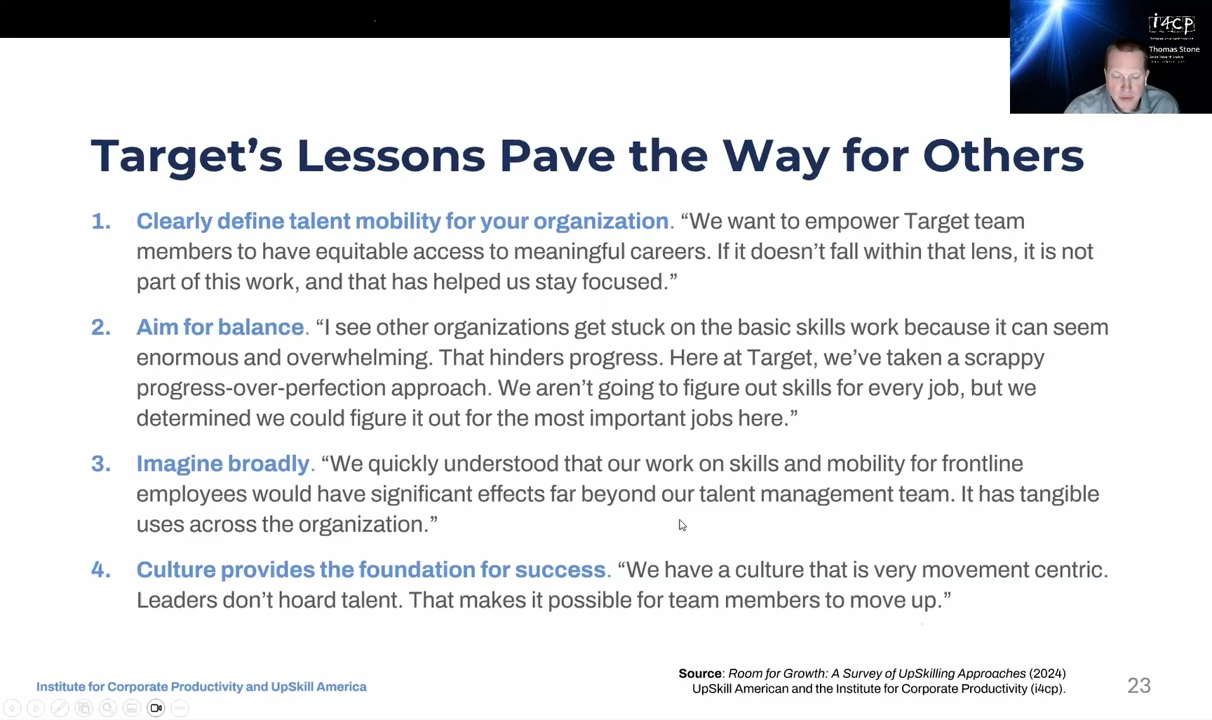 i4cp
Thomas Stone
Target’s Lessons Pave the Way for Others
1. Clearly define talent mobility for your organization. “We want to empower Target team
members to have equitable access to meaningful careers. If it doesn’t fall within that lens, it is not
part of this work, and that has helped us stay focused.”
2. Aim for balance. “I see other organizations get stuck on the basic skills work because it can seem
enormous and overwhelming. That hinders progress. Here at Target, we’ve taken a scrappy
progress-over-perfection approach. We aren’t going to figure out skills for every job, but we
determined we could figure it out for the most important jobs here.”
3. Imagine broadly. “We quickly understood that our work on skills and mobility for frontline
employees would have significant effects far beyond our talent management team. It has tangible
uses across the organization.”
4. Culture provides the foundation for success. “We have a culture that is very movement centric.
Leaders don’t hoard talent. That makes it possible for team members to move up.”
Source: Room for Growth: A Survey of UpSkilling Approaches (2024)
UpSkill American and the Institute for Corporate Productivity (i4cp).
Institute for Corporate Productivity and UpSkill America
23